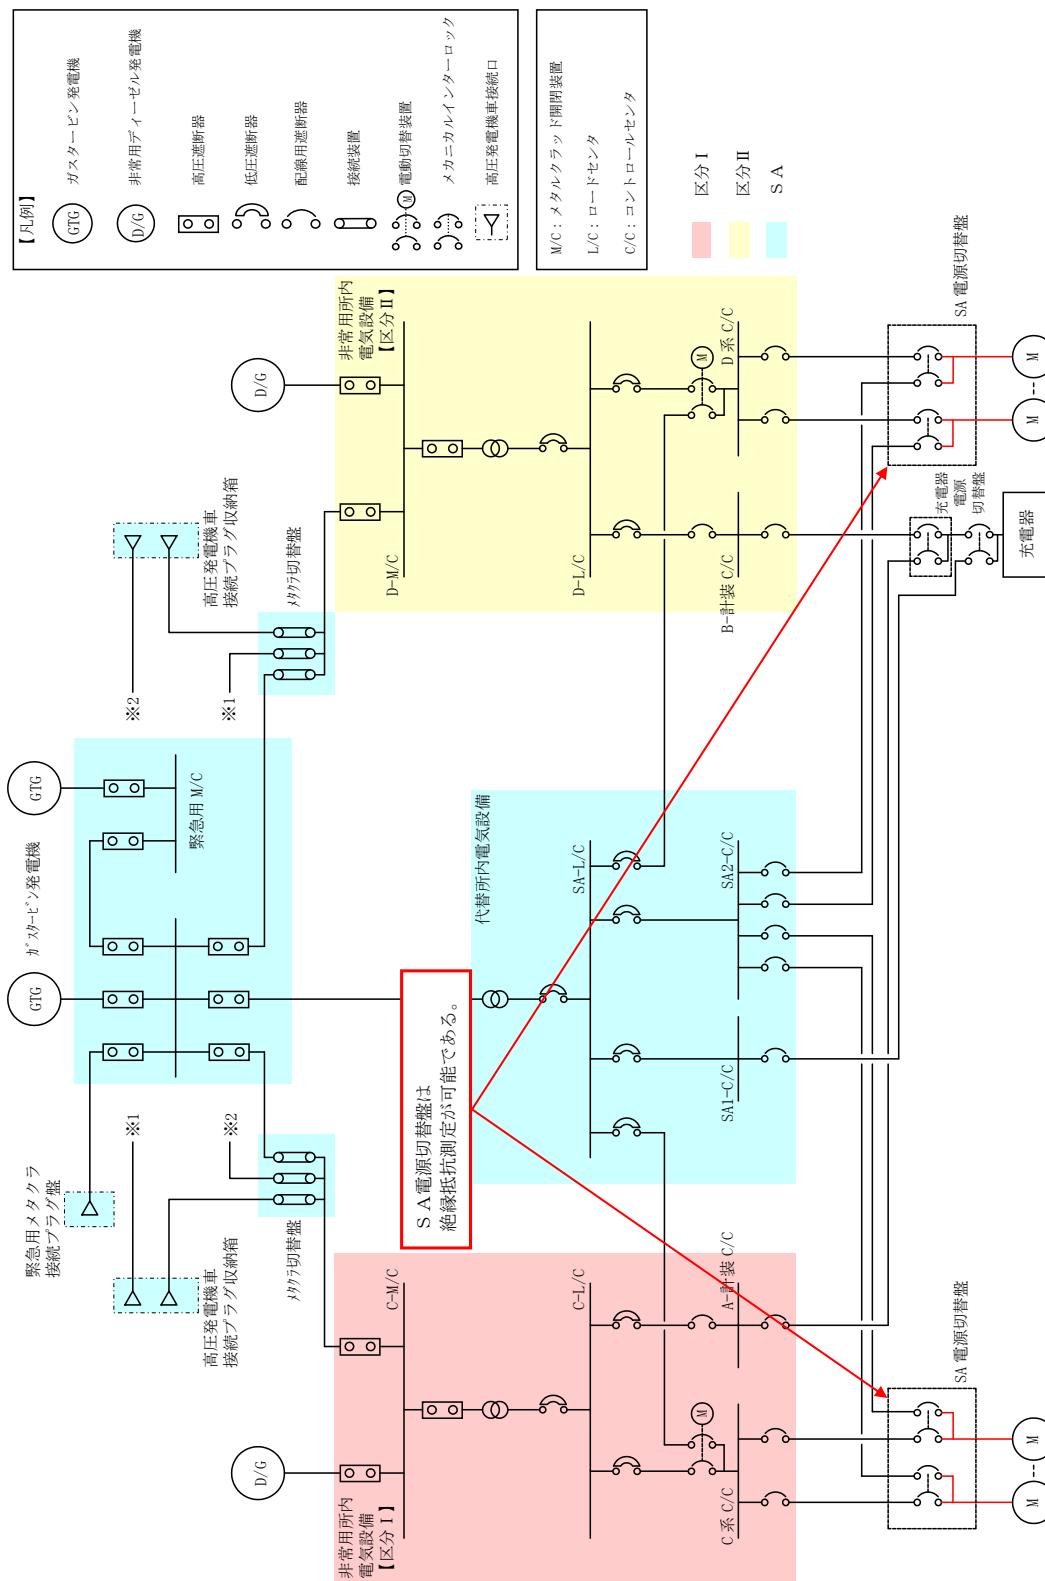 【凡例】
GTG
ガスタービン発電機
D/G
非常用ディーゼル発電機
高圧遮断器
低圧遮断器
配線用遮断器
接続装置
M
電動切替装置
メカニカルインターロック
高圧発電機車接続口
M/C：メタルクラッド開閉装置
L/C：ロードセンタ
C/C：コントロールセンタ
区分Ⅰ
区分Ⅱ
ＳＡ
緊急用メタクラ
接続プラグ盤
高圧発電機車
接続プラグ収納箱
※1
※2
ﾒﾀｸﾗ切替盤
GTG
ｶﾞｽﾀｰﾋﾞﾝ発電機
GTG
緊急用 M/C
※2
※1
高圧発電機車
接続プラグ収納箱
ﾒﾀｸﾗ切替盤
D/G
非常用所内
電気設備
【区分Ⅰ】
C-M/C
C-L/C
M
C 系 C/C
A-計装 C/C
ＳＡ電源切替盤は
絶縁抵抗測定が可能である。
代替所内電気設備
SA-L/C
SA1-C/C
SA2-C/C
D/G
非常用所内
電気設備
【区分Ⅱ】
D-M/C
D-L/C
M
B-計装 C/C
D 系 C/C
SA 電源切替盤
M
M
充電器
電源
切替盤
充電器
SA 電源切替盤
M
M